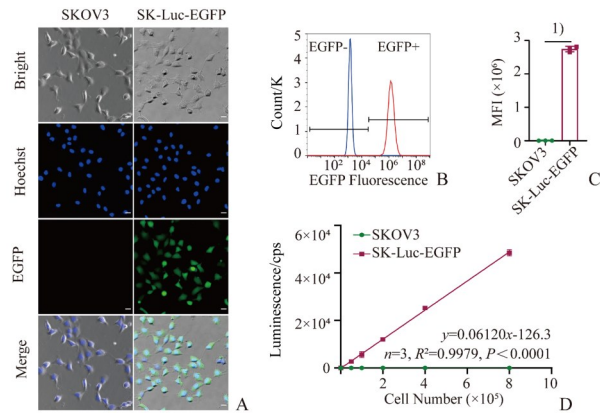 SKOV3 SK-Luc-EGFP
Bright
Hoechst
EGFP
Merge
A
EGFP- EGFP+
Count/K
5
4
3
2
1
0
10² 10⁴ 10⁶ 10⁸
EGFP Fluorescence
B
1)
MFI (×10⁶)
3
2
1
0
SKOV3
SK-Luc-EGFP
C
SKOV3
SK-Luc-EGFP
Luminescence/cps
6×10⁴
4×10⁴
2×10⁴
0
y=0.06120x-126.3
n=3, R²=0.9979, P<0.0001
0 2 4 6 8 10
Cell Number (×10⁵)
D